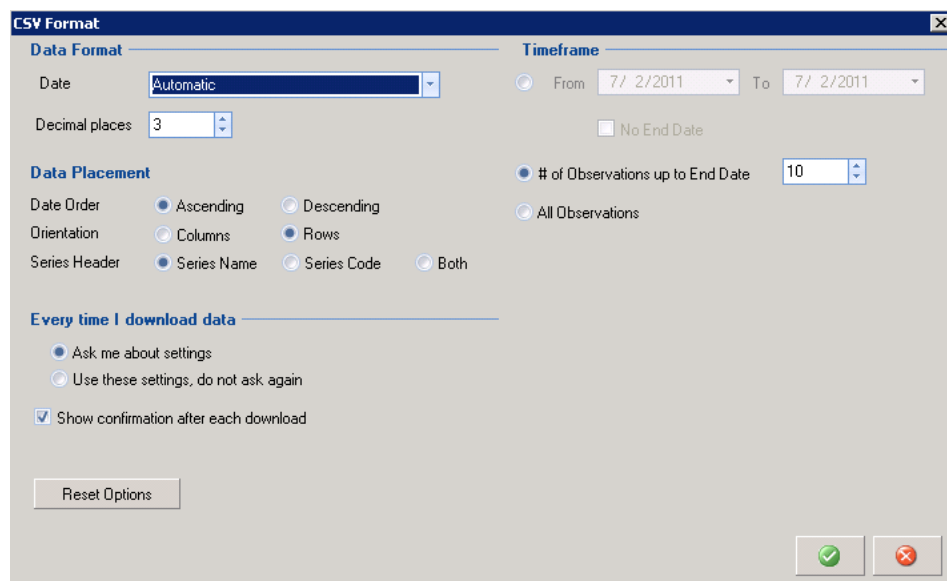 CSV Format
Data Format
Date Automatic
Decimal places 3
Data Placement
Date Order Ascending Descending
Orientation Columns Rows
Series Header Series Name Series Code Both
Every time I download data
Ask me about settings
Use these settings, do not ask again
Show confirmation after each download
Reset Options
Timeframe
From 7/ 2/2011 To 7/ 2/2011
No End Date
# of Observations up to End Date 10
All Observations